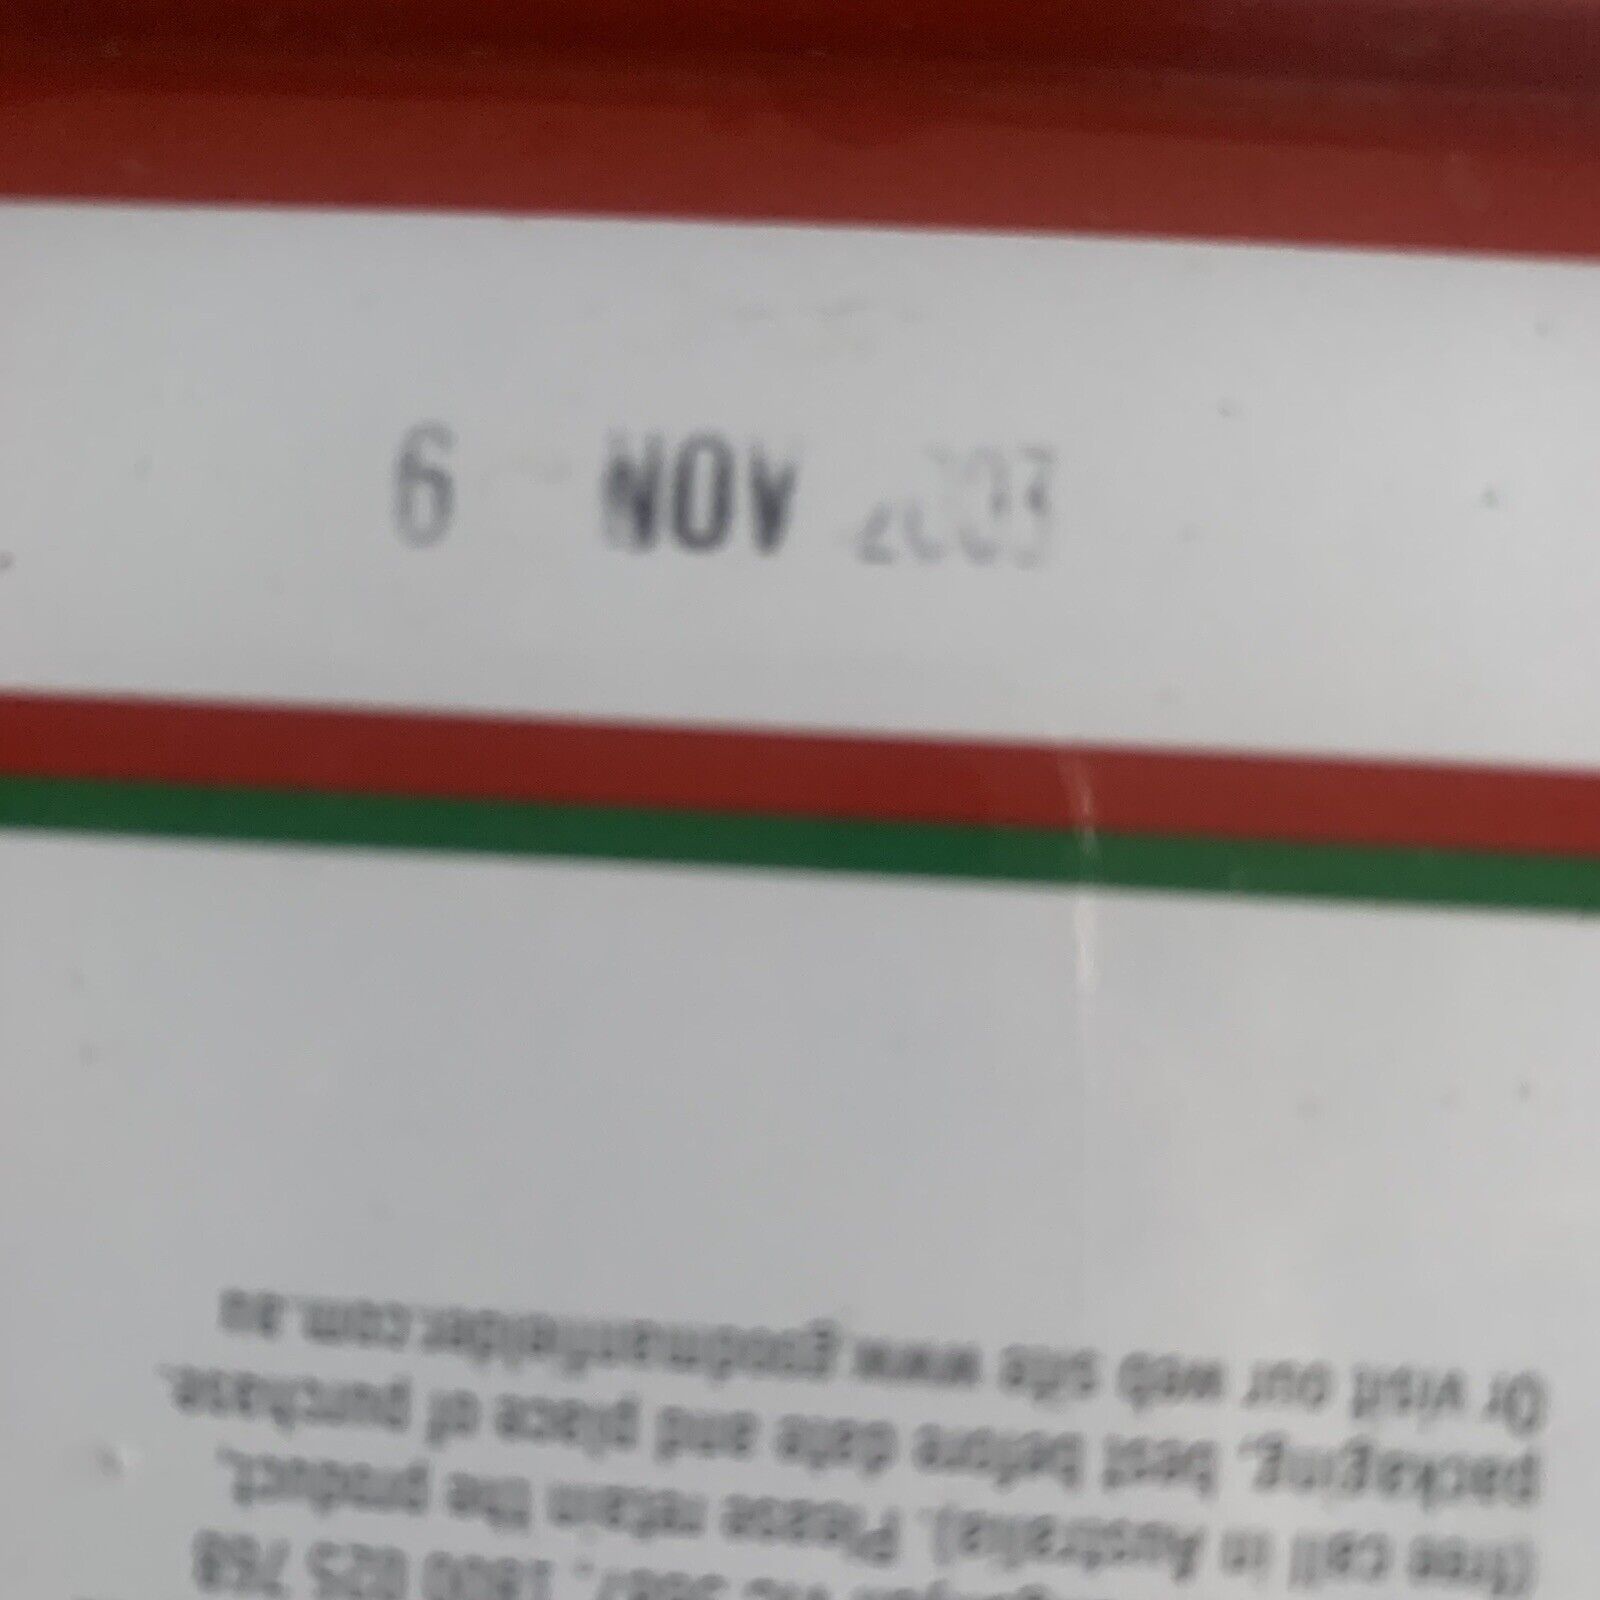 6 NOV 2003
1800 025 768
(free call in Australia). Please retain the product,
packaging, best before date and place of purchase.
Or visit our web site www.goodmanfielder.com.au